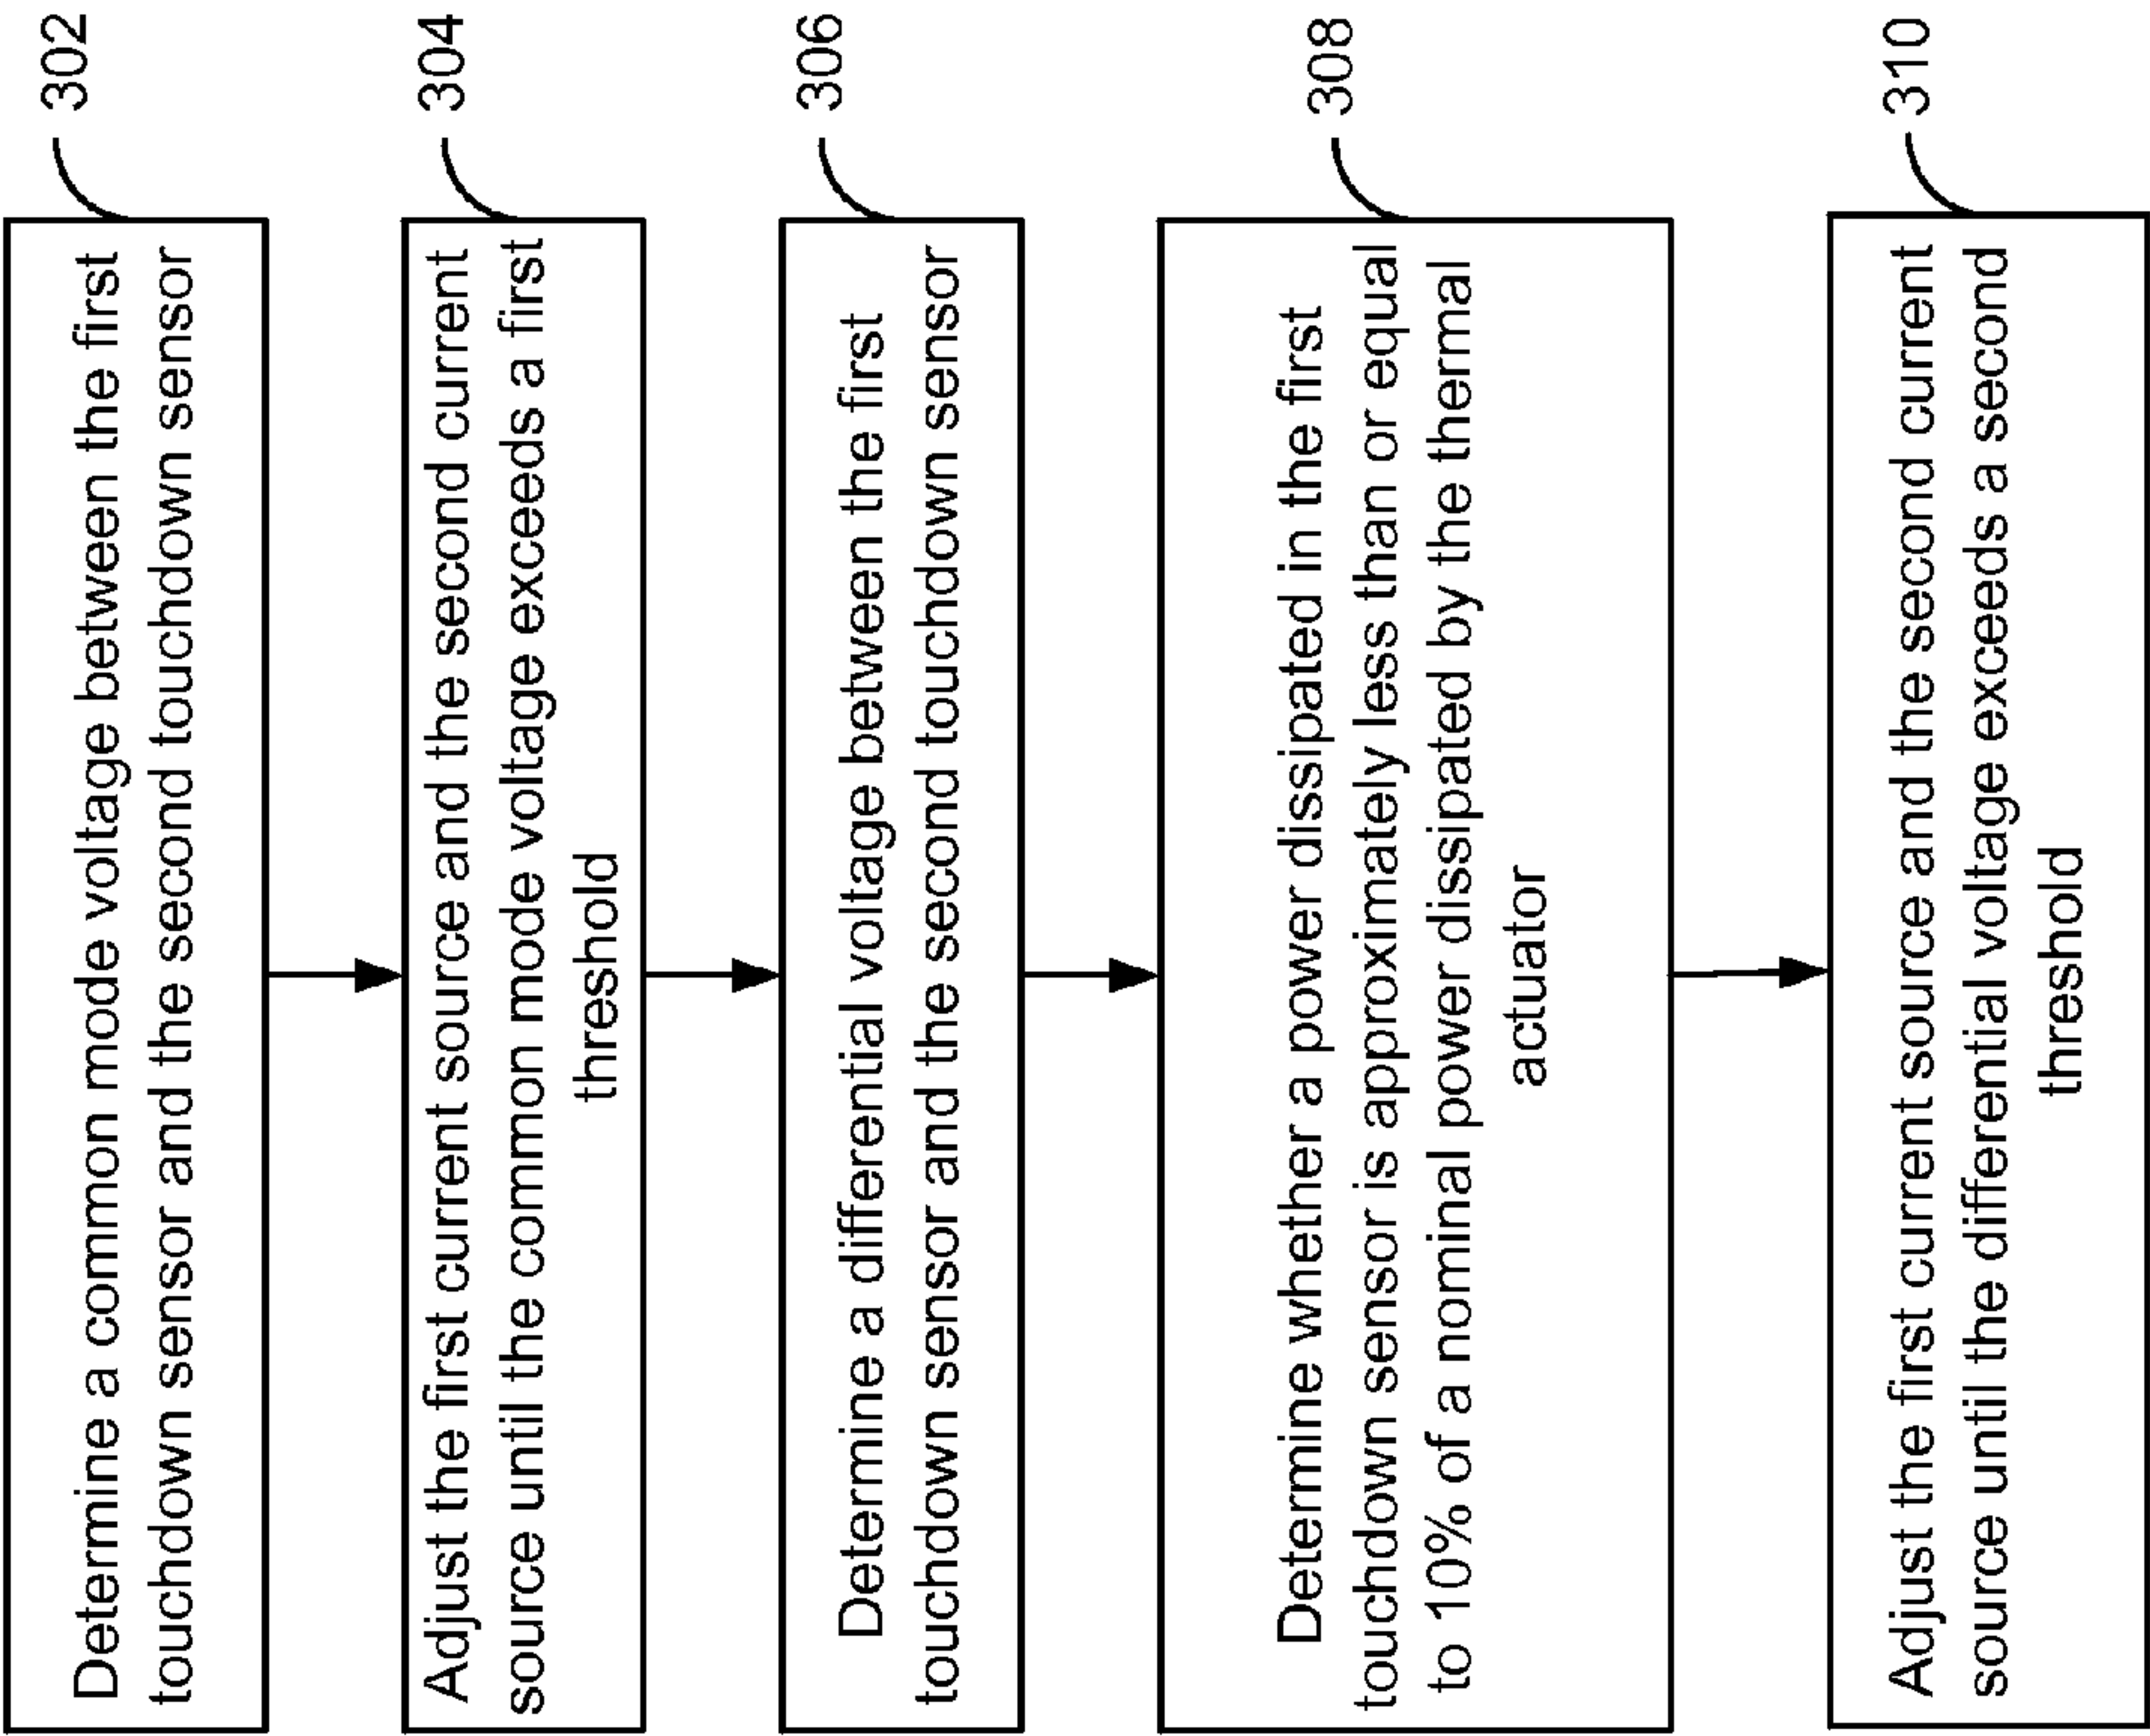 Determine a common mode voltage between the first
touchdown sensor and the second touchdown sensor
302
Adjust the first current source and the second current
source until the common mode voltage exceeds a first
threshold
304
Determine a differential voltage between the first
touchdown sensor and the second touchdown sensor
306
Determine whether a power dissipated in the first
touchdown sensor is approximately less than or equal
to 10% of a nominal power dissipated by the thermal
actuator
308
Adjust the first current source and the second current
source until the differential voltage exceeds a second
threshold
310